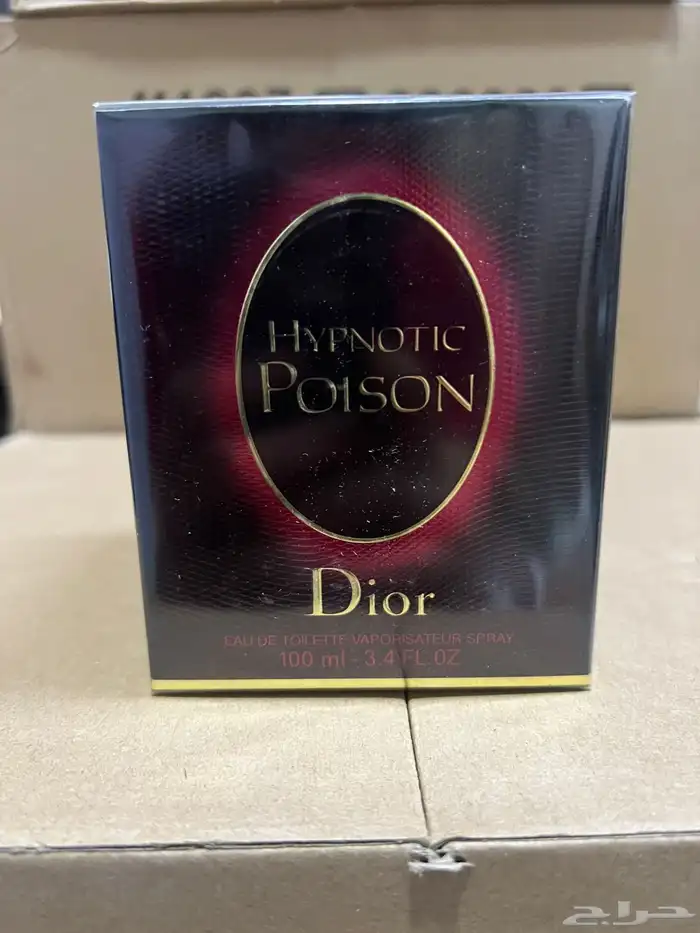 HYPNOTIC
POISON
Dior
EAU DE TOILETTE VAPORISATEUR SPRAY
100 ml - 3.4 FL.OZ
حراج